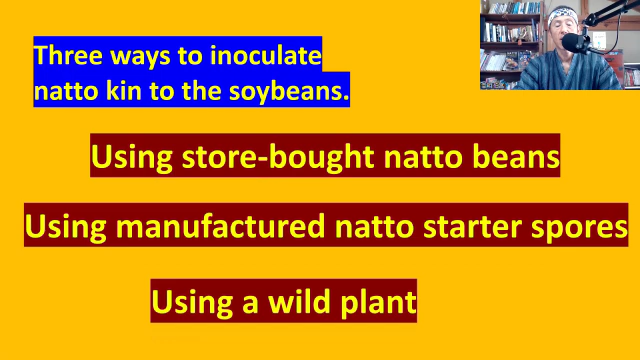 Three ways to inoculate
natto kin to the soybeans.
Using store-bought natto beans
Using manufactured natto starter spores
Using a wild plant